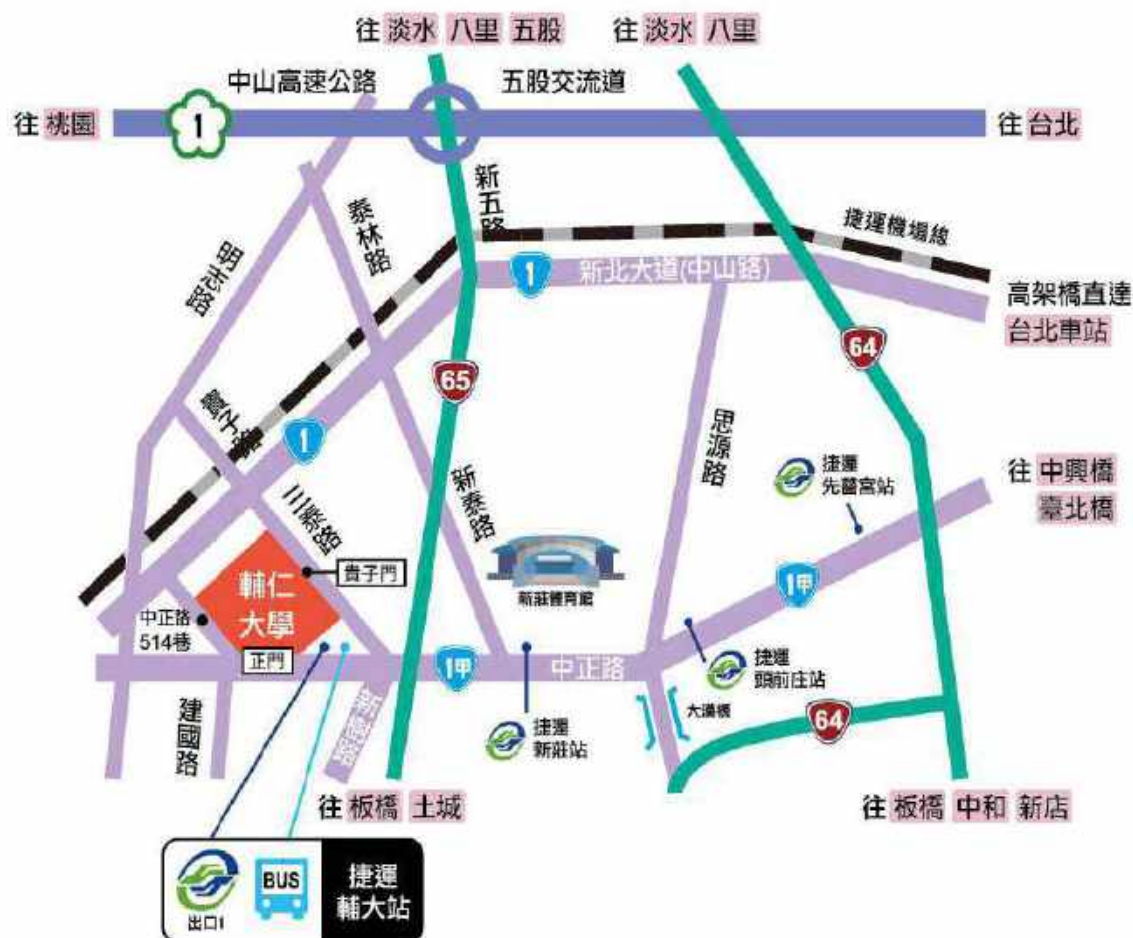 往 淡水 八里 五股
往 淡水 八里
中山高速公路
五股交流道
往 桃園
1
往 台北
新五路
泰林路
捷運機場線
1
新北大道(中山路)
高架橋直達
台北車站
明志路
65
64
貴子路
1
思源路
捷運
先嗇宮站
往 中興橋
臺北橋
新泰路
三泰路
貴子門
輔仁
大學
新莊體育館
1甲
中正路
514巷
正門
1甲
中正路
捷運
頭前庄站
建國路
新樹路
捷運
新莊站
大漢橋
64
往 板橋 土城
往 板橋 中和 新店
出口1
BUS
捷運
輔大站